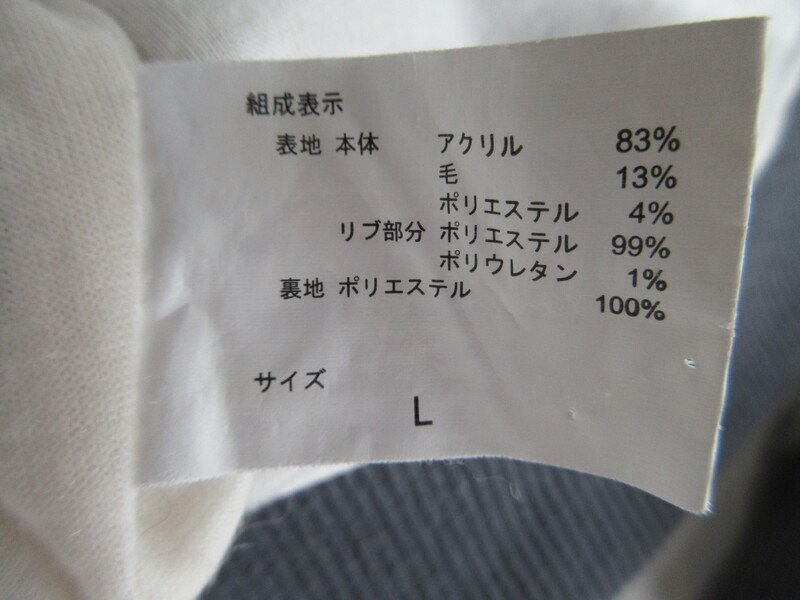 組成表示
表地 本体 アクリル 83%
毛 13%
ポリエステル 4%
リブ部分 ポリエステル 99%
ポリウレタン 1%
裏地 ポリエステル 100%
サイズ
L